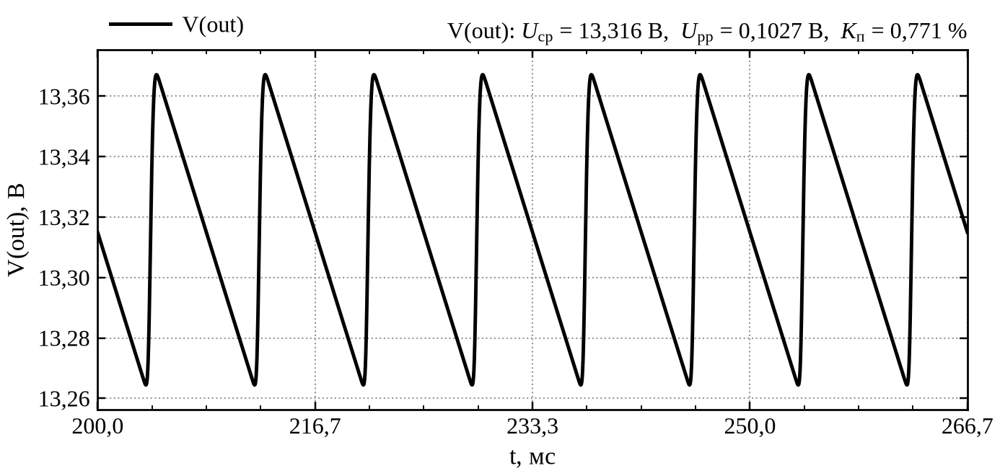 V(out)
V(out): Uср = 13,316 В, Uрр = 0,1027 В, Kп = 0,771 %
13,36
13,34
13,32
13,30
13,28
13,26
V(out), В
200,0 216,7 233,3 250,0 266,7
t, мс